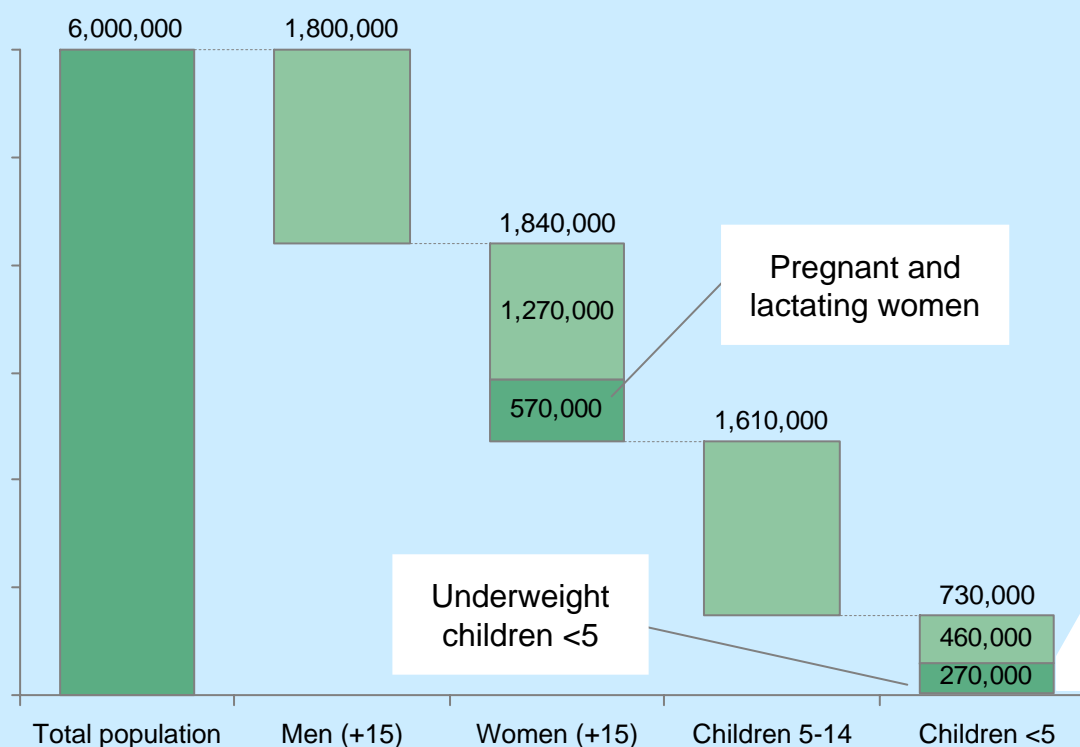 6,000,000
1,800,000
1,840,000
1,270,000
570,000
Pregnant and
lactating women
1,610,000
Underweight
children <5
730,000
460,000
270,000
Total population
Men (+15)
Women (+15)
Children 5-14
Children <5